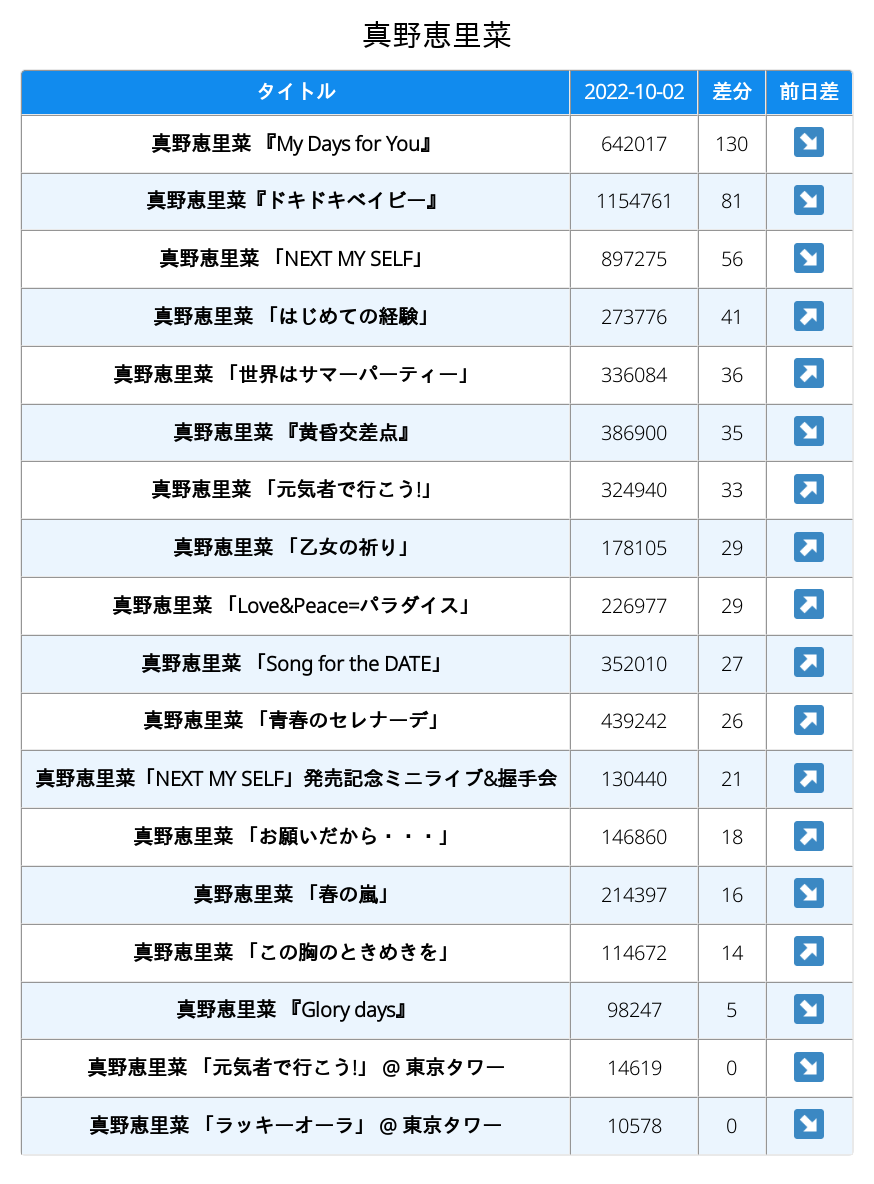 真野恵里菜
タイトル 2022-10-02 差分 前日差
真野恵里菜 『My Days for You』 642017 130 ↘
真野恵里菜『ドキドキベイビー』 1154761 81 ↘
真野恵里菜 「NEXT MY SELF」 897275 56 ↘
真野恵里菜 「はじめての経験」 273776 41 ↗
真野恵里菜 「世界はサマーパーティー」 336084 36 ↗
真野恵里菜 『黄昏交差点』 386900 35 ↘
真野恵里菜 「元気者で行こう!」 324940 33 ↗
真野恵里菜 「乙女の祈り」 178105 29 ↗
真野恵里菜 「Love&Peace=パラダイス」 226977 29 ↗
真野恵里菜 「Song for the DATE」 352010 27 ↗
真野恵里菜 「青春のセレナーデ」 439242 26 ↗
真野恵里菜「NEXT MY SELF」発売記念ミニライブ&握手会 130440 21 ↗
真野恵里菜 「お願いだから・・・」 146860 18 ↗
真野恵里菜 「春の嵐」 214397 16 ↘
真野恵里菜 「この胸のときめきを」 114672 14 ↗
真野恵里菜 『Glory days』 98247 5 ↘
真野恵里菜 「元気者で行こう!」 @ 東京タワー 14619 0 ↘
真野恵里菜 「ラッキーオーラ」 @ 東京タワー 10578 0 ↘